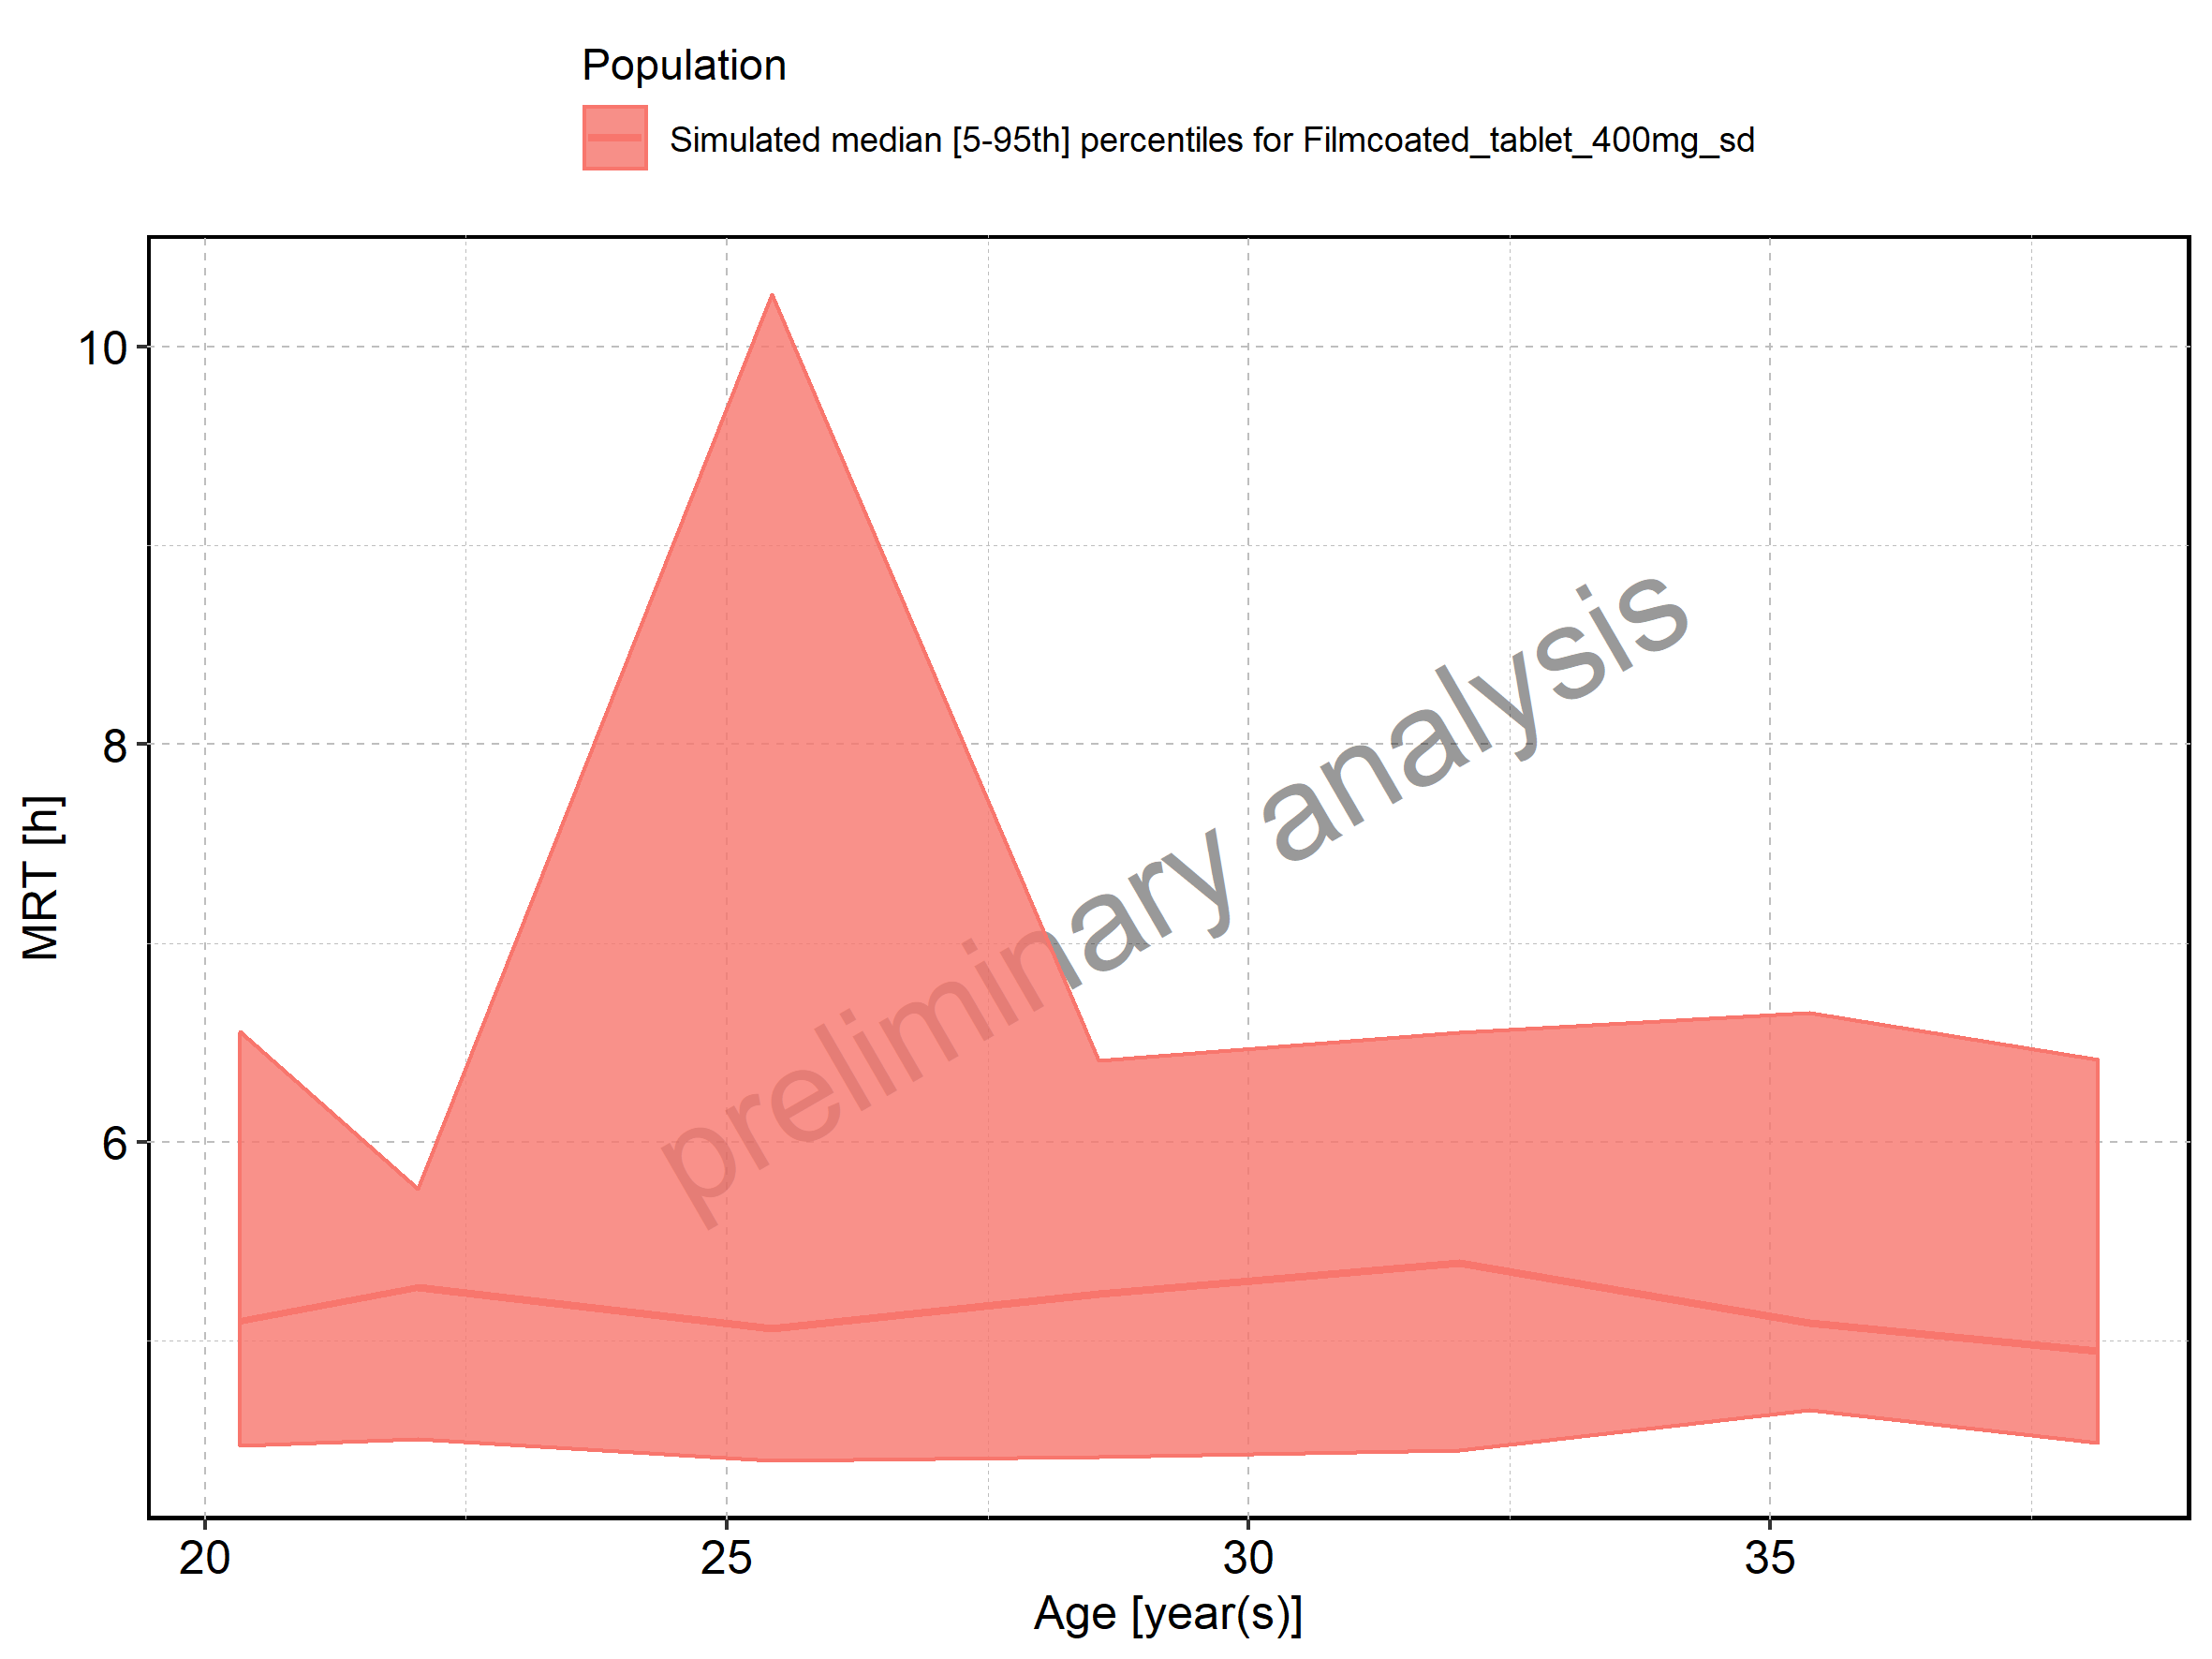 Population
Simulated median [5-95th] percentiles for Filmcoated_tablet_400mg_sd
10
8
6
MRT [h]
preliminary analysis
20 25 30 35
Age [year(s)]